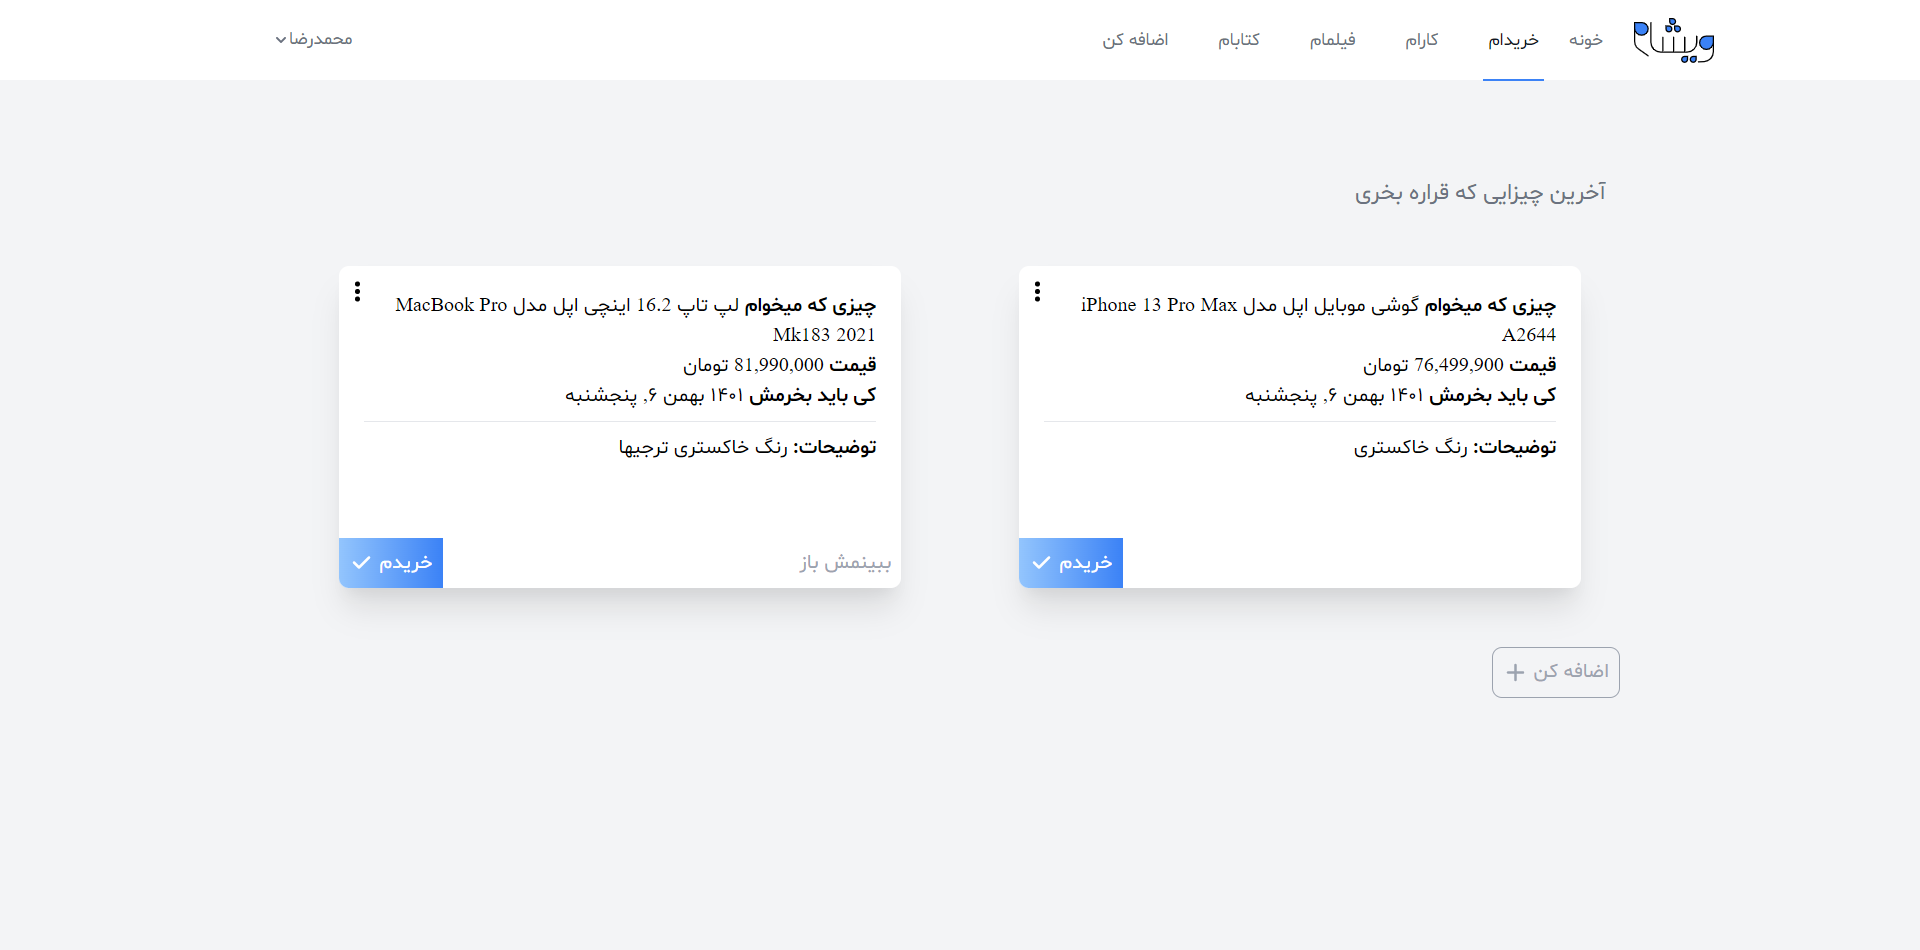 ویشلی
خونه
خریدام
کارام
فیلمام
کتابام
اضافه کن
محمدرضا
آخرین چیزایی که قراره بخری
چیزی که میخوام گوشی موبایل اپل مدل iPhone 13 Pro Max
A2644
قیمت 76,499,900 تومان
کی باید بخرمش ۱۴۰۱ بهمن ۶, پنجشنبه
توضیحات: رنگ خاکستری
خریدم
چیزی که میخوام لپ تاپ 16.2 اینچی اپل مدل MacBook Pro
Mk183 2021
قیمت 81,990,000 تومان
کی باید بخرمش ۱۴۰۱ بهمن ۶, پنجشنبه
توضیحات: رنگ خاکستری ترجیها
ببینمش باز
خریدم
اضافه کن